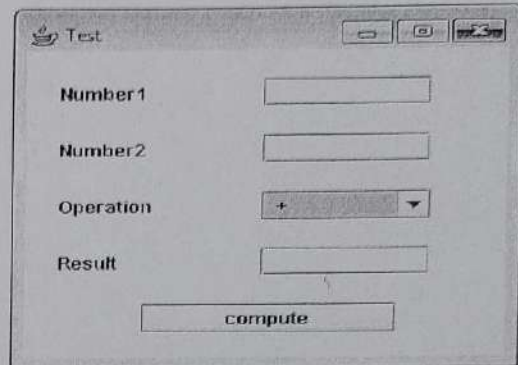 Test
Number1
Number2
Operation +
Result
compute